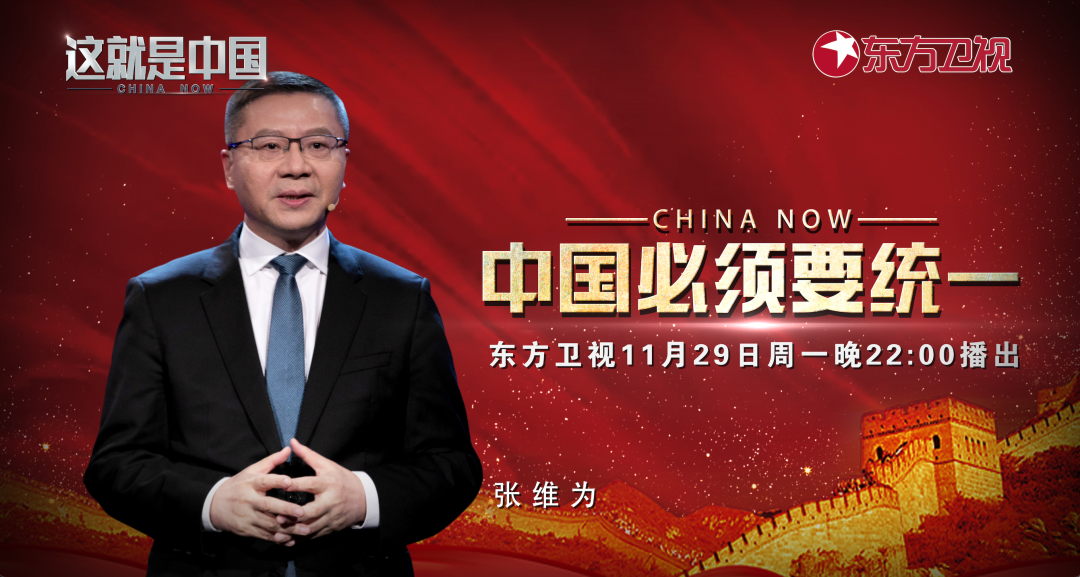 这就是中国
CHINA NOW
东方卫视
CHINA NOW
中国必须要统一
东方卫视11月29日周一晚22:00播出
张维为